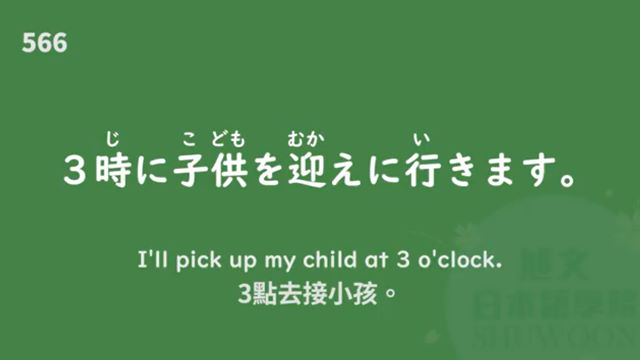 566
じ こ ども むか い
3時に子供を迎えに行きます。
I'll pick up my child at 3 o'clock.
3點去接小孩。
旭文
日本語學院
SHUWOON